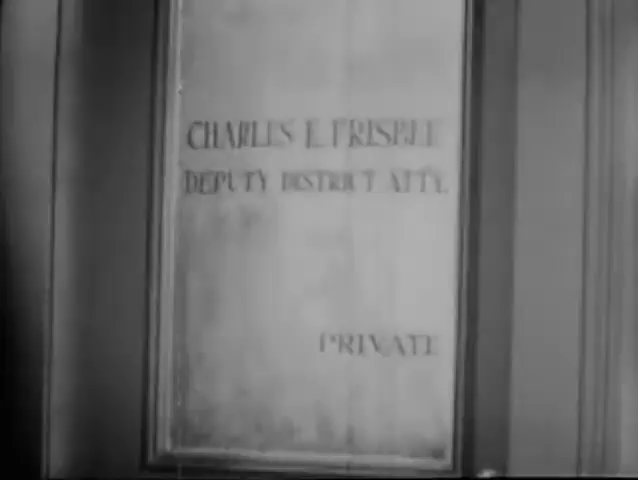 CHARLES E. FRISBEE
DEPUTY DISTRICT ATTY.
PRIVATE